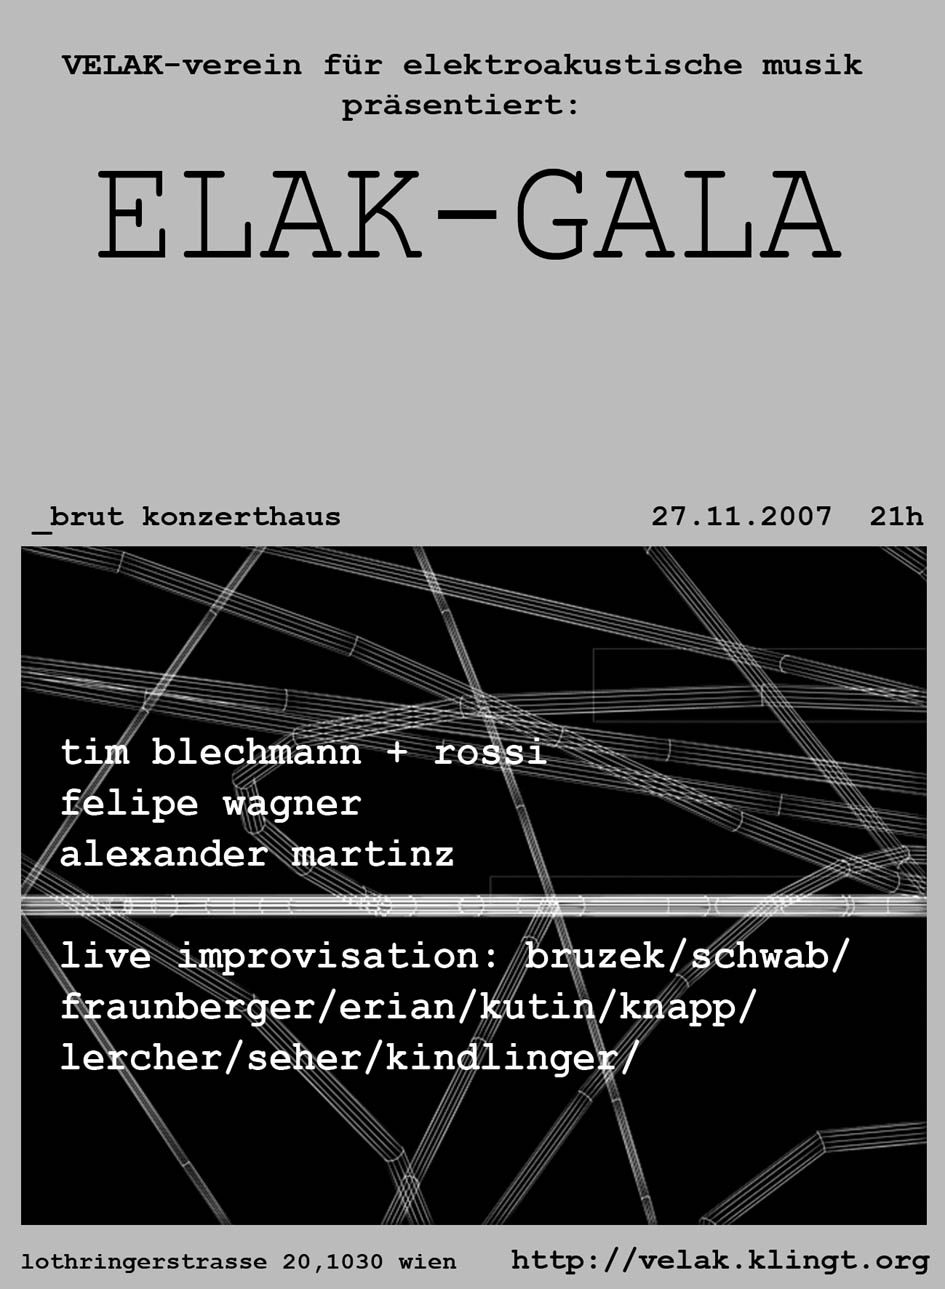 VELAK-verein für elektroakustische musik
präsentiert:
ELAK-GALA
_brut konzerthaus 27.11.2007 21h
tim blechmann + rossi
felipe wagner
alexander martinz
live improvisation: bruzek/schwab/
fraunberger/erian/kutin/knapp/
lercher/seher/kindlinger/
lothringerstrasse 20,1030 wien http://velak.klingt.org